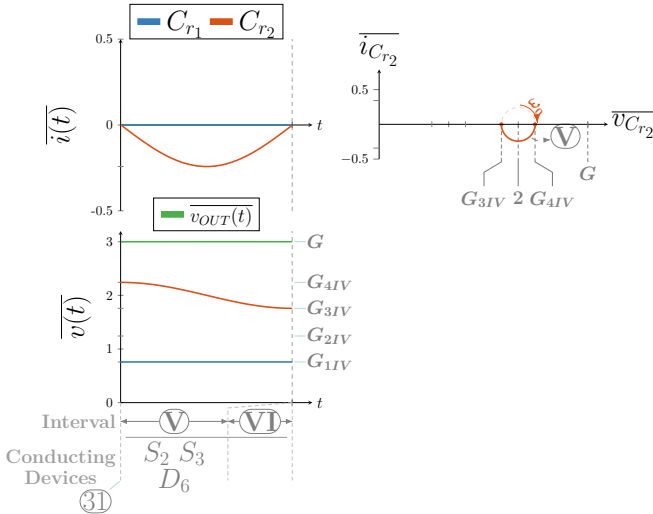 C_{r_1} C_{r_2}
0.5
0
-0.5
\overline{i(t)}
t
\overline{v_{OUT}(t)}
3
2
1
0
\overline{v(t)}
G
G_{4IV}
G_{3IV}
G_{2IV}
G_{1IV}
t
Interval V VI
Conducting Devices
S_2 S_3
D_6
31
\overline{i_{C_{r_2}}}
0.5
-0.5
ω_0
\overline{v_{C_{r_2}}}
V
G
G_{3IV} 2 G_{4IV}